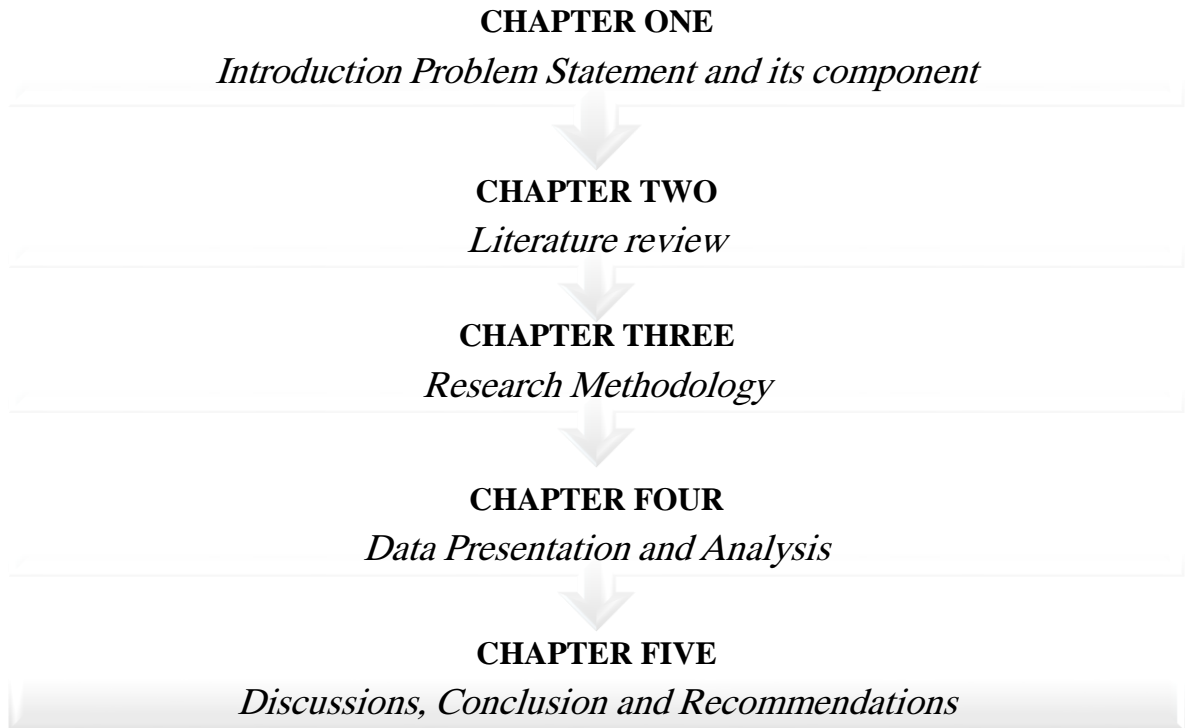 CHAPTER ONE
Introduction Problem Statement and its component
CHAPTER TWO
Literature review
CHAPTER THREE
Research Methodology
CHAPTER FOUR
Data Presentation and Analysis
CHAPTER FIVE
Discussions, Conclusion and Recommendations